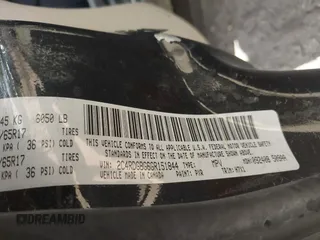 45 KG 6050 LB
/65R17 TIRES
KPA( 36 PSI) COLD
/65R17 TIRES
KPA ( 36 PSI) COLD
THIS VEHICLE CONFORMS TO ALL APPLICABLE U.S.A. FEDERAL MOTOR VEHICLE SAFETY
STANDARDS IN EFFECT ON THE DATE OF MANUFACTURE SHOWN ABOVE.
VIN: TYPE: MPV
VEHICLE MADE IN CANADA PAINT: PXR TRIM:
DREAMBID